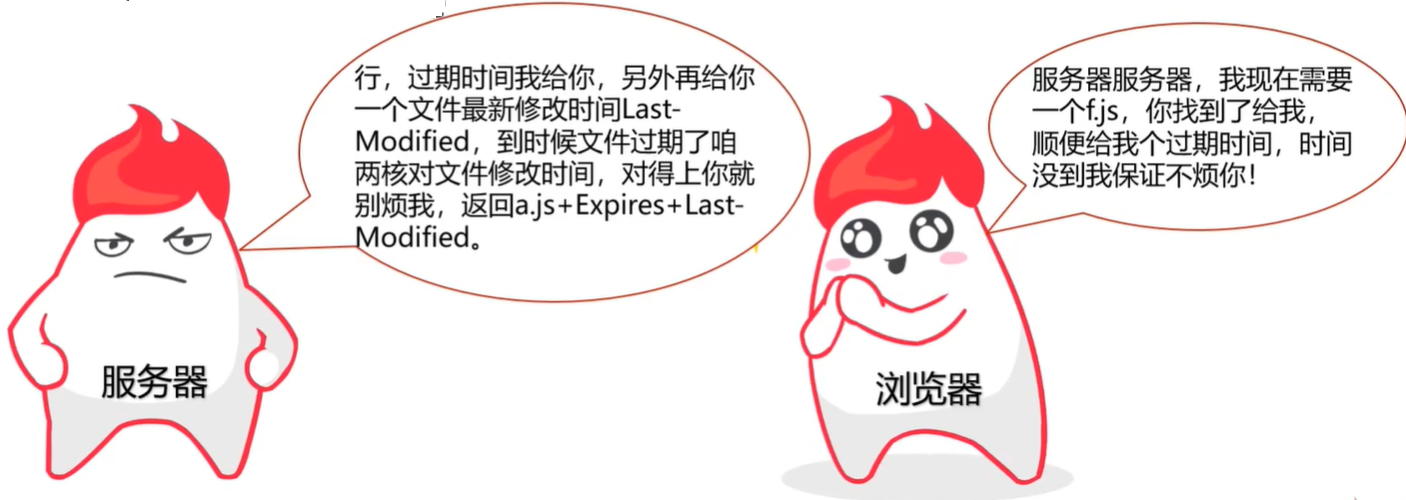 行，过期时间我给你，另外再给你
一个文件最新修改时间Last-
Modified，到时候文件过期了咱
两核对文件修改时间，对得上你就
别烦我，返回a.js+Expires+Last-
Modified。
服务器
服务器服务器，我现在需要
一个f.js，你找到了给我，
顺便给我个过期时间，时间
没到我保证不烦你！
浏览器